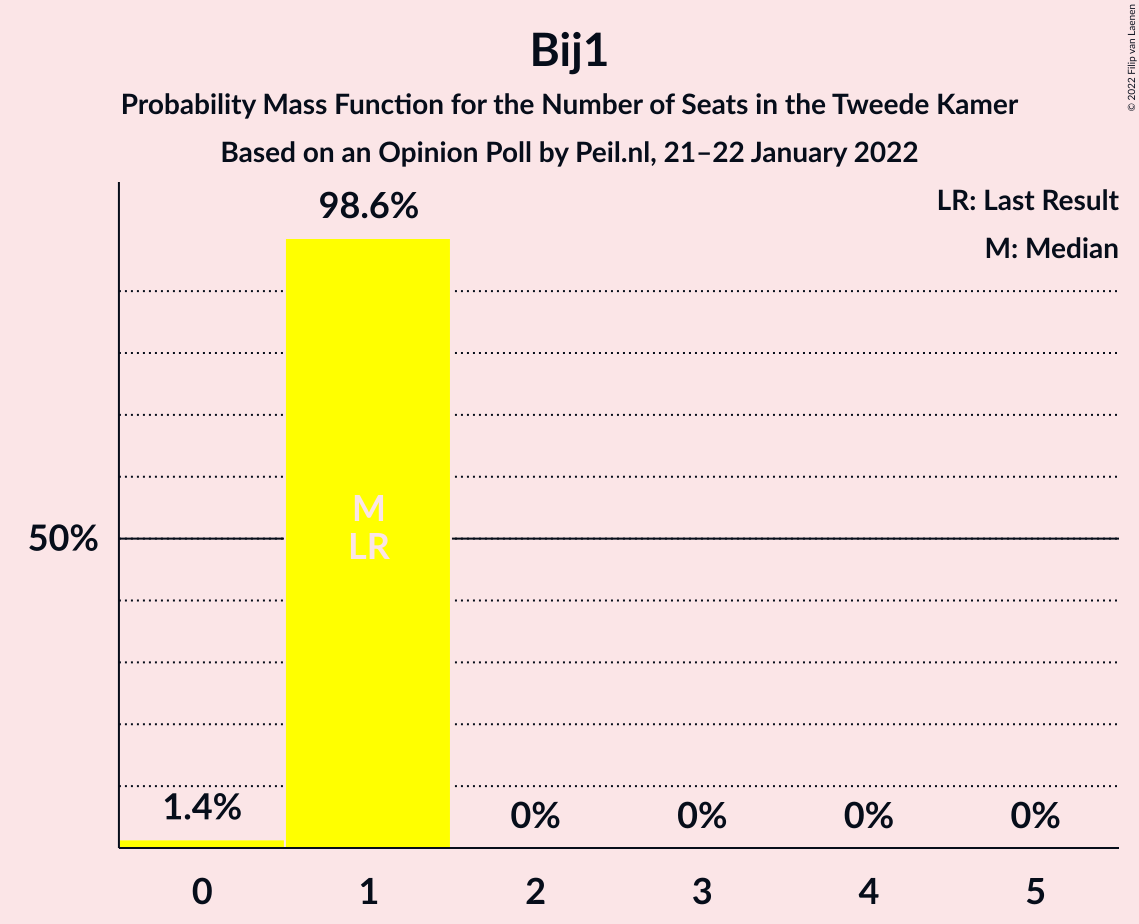 Bij1
Probability Mass Function for the Number of Seats in the Tweede Kamer
Based on an Opinion Poll by Peil.nl, 21–22 January 2022
© 2022 Filip van Laenen
LR: Last Result
M: Median
98.6%
M
LR
50%
1.4%
0%
0%
0%
0%
0
1
2
3
4
5